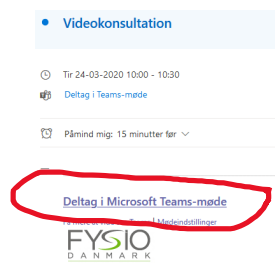 Videokonsultation
Tir 24-03-2020 10:00 - 10:30
Deltag i Teams-møde
Påmind mig: 15 minutter før
Deltag i Microsoft Teams-møde
Mødeindstillinger
FYSIO
DANMARK